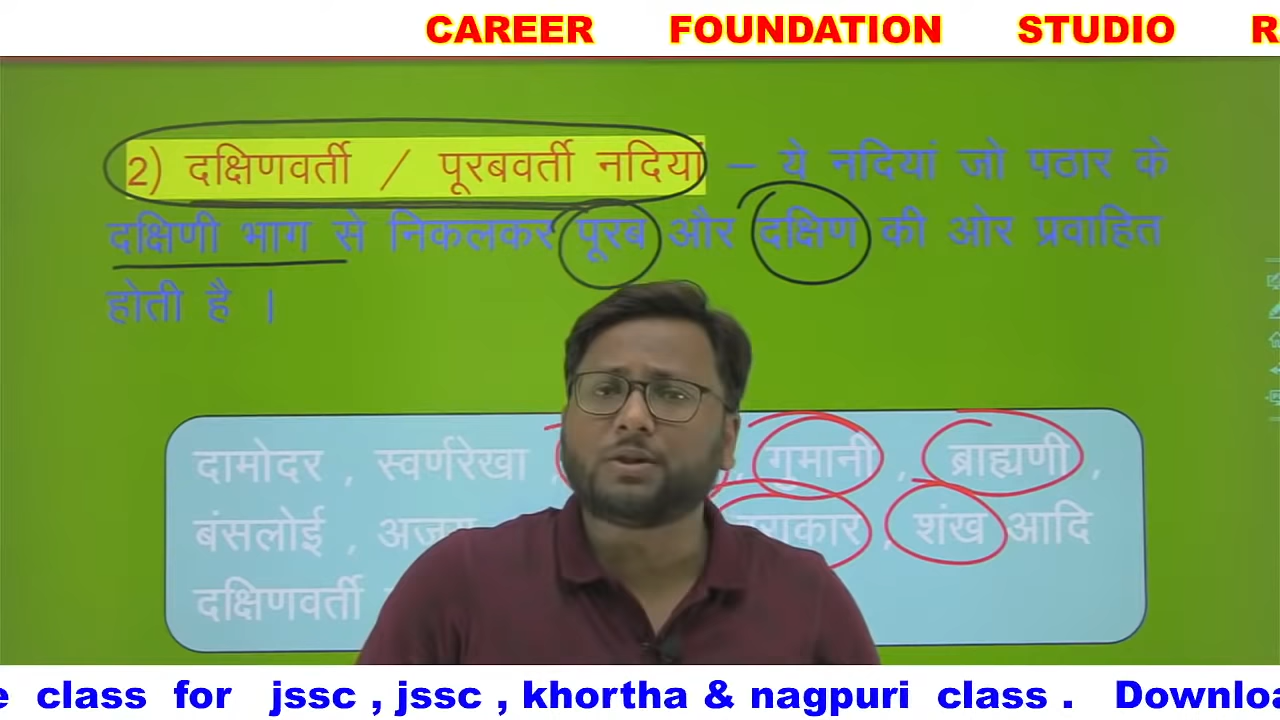 CAREER FOUNDATION STUDIO R
2) दक्षिणवर्ती / पूरबवर्ती नदियां – ये नदियां जो पठार के
दक्षिणी भाग से निकलकर पूरब और दक्षिण की ओर प्रवाहित
होती है ।
दामोदर , स्वर्णरेखा , गुमानी , ब्राह्मणी ,
बंसलोई , शंख आदि
दक्षिणवर्ती
class for jssc , jssc , khortha & nagpuri class . Downloa